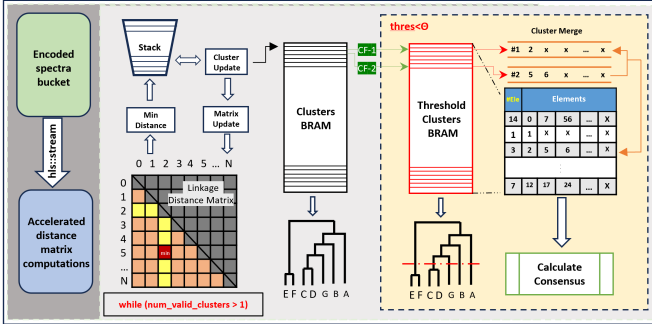 Encoded
spectra
bucket
hls::stream
Accelerated
distance
matrix
computations
Stack
Cluster
Update
Min
Distance
Matrix
Update
0 1 2 3 4 5 ... N
0
1
2
3
4
5
...
N
Linkage
Distance Matrix
min
while (num_valid_clusters > 1)
Clusters
BRAM
E F C D G B A
CF-1
CF-2
thres<Θ
Threshold
Clusters
BRAM
E F C D G B A
Cluster Merge
#1 2 x x ... x
#2 5 6 x ... x
#tle Elements
14 0 7 56 ... X
1 1 X X ... X
3 2 5 6 ... X
7 12 17 24 ... X
Calculate
Consensus